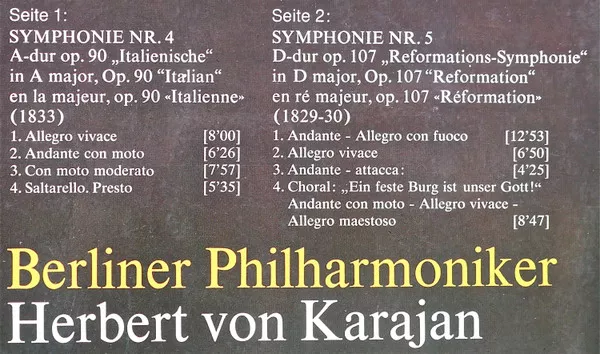 Seite 1:
SYMPHONIE NR. 4
A-dur op. 90 „Italienische“
in A major, Op. 90 “Italian”
en la majeur, op. 90 «Italienne»
(1833)
1. Allegro vivace [8’00]
2. Andante con moto [6’26]
3. Con moto moderato [7’57]
4. Saltarello. Presto [5’35]
Seite 2:
SYMPHONIE NR. 5
D-dur op. 107 „Reformations-Symphonie“
in D major, Op. 107 “Reformation”
en ré majeur, op. 107 «Réformation»
(1829-30)
1. Andante - Allegro con fuoco [12’53]
2. Allegro vivace [6’50]
3. Andante - attacca: [4’25]
4. Choral: „Ein feste Burg ist unser Gott!“
Andante con moto - Allegro vivace -
Allegro maestoso [8’47]
Berliner Philharmoniker
Herbert von Karajan